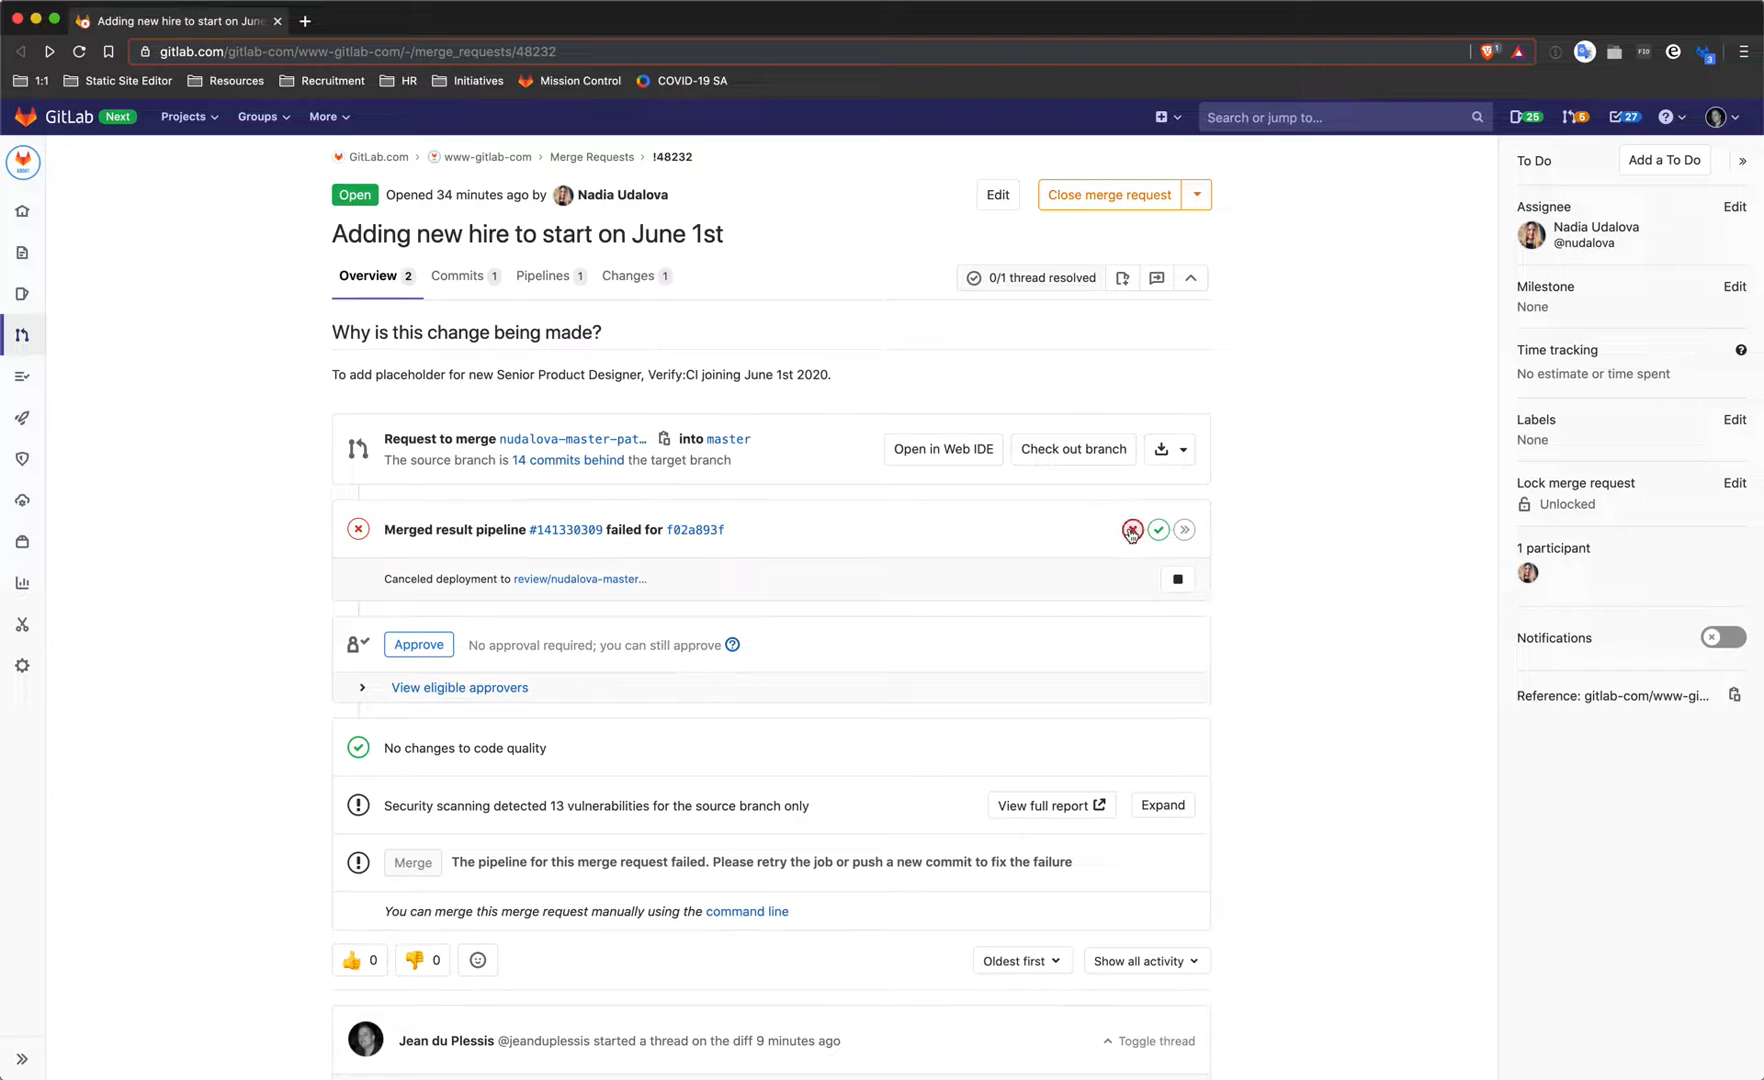 Adding new hire to start on June
gitlab.com/gitlab-com/www-gitlab-com/-/merge_requests/48232
1
3
1:1 Static Site Editor Resources Recruitment HR Initiatives Mission Control COVID-19 SA
GitLab Next Projects Groups More Search or jump to... 25 5 27
GitLab.com › www-gitlab-com › Merge Requests › !48232
Open Opened 34 minutes ago by Nadia Udalova Edit Close merge request
Adding new hire to start on June 1st
Overview 2 Commits 1 Pipelines 1 Changes 1 0/1 thread resolved
Why is this change being made?
To add placeholder for new Senior Product Designer, Verify:CI joining June 1st 2020.
Request to merge nudalova-master-pat… into master
The source branch is 14 commits behind the target branch
Open in Web IDE Check out branch
Merged result pipeline #141330309 failed for f02a893f
Canceled deployment to review/nudalova-master...
Approve No approval required; you can still approve
View eligible approvers
No changes to code quality
Security scanning detected 13 vulnerabilities for the source branch only View full report Expand
Merge The pipeline for this merge request failed. Please retry the job or push a new commit to fix the failure
You can merge this merge request manually using the command line
0 0 Oldest first Show all activity
Jean du Plessis @jeanduplessis started a thread on the diff 9 minutes ago Toggle thread
To Do Add a To Do »
Assignee Edit
Nadia Udalova
@nudalova
Milestone Edit
None
Time tracking
No estimate or time spent
Labels Edit
None
Lock merge request Edit
Unlocked
1 participant
Notifications
Reference: gitlab-com/www-gi...